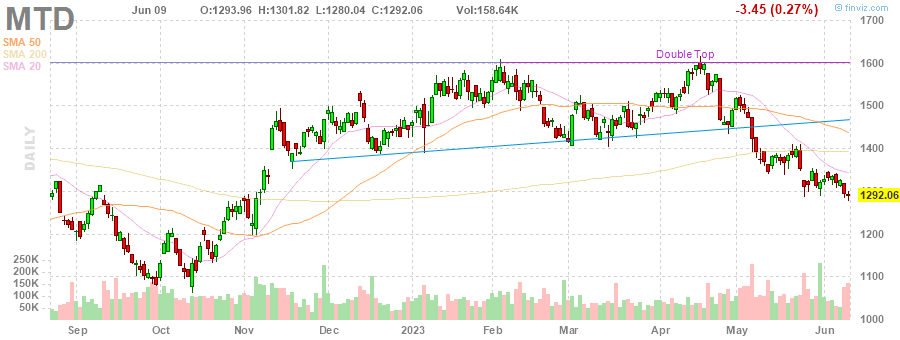 MTD Jun 09 O:1293.96 H:1301.82 L:1280.04 C:1292.06 Vol:158.64K -3.45 (0.27%) © finviz.com
SMA 50
SMA 200
SMA 20
DAILY
Double Top
1700
1600
1500
1400
1300
1292.06
1200
1100
1000
250K
200K
150K
100K
50K
Sep Oct Nov Dec 2023 Feb Mar Apr May Jun